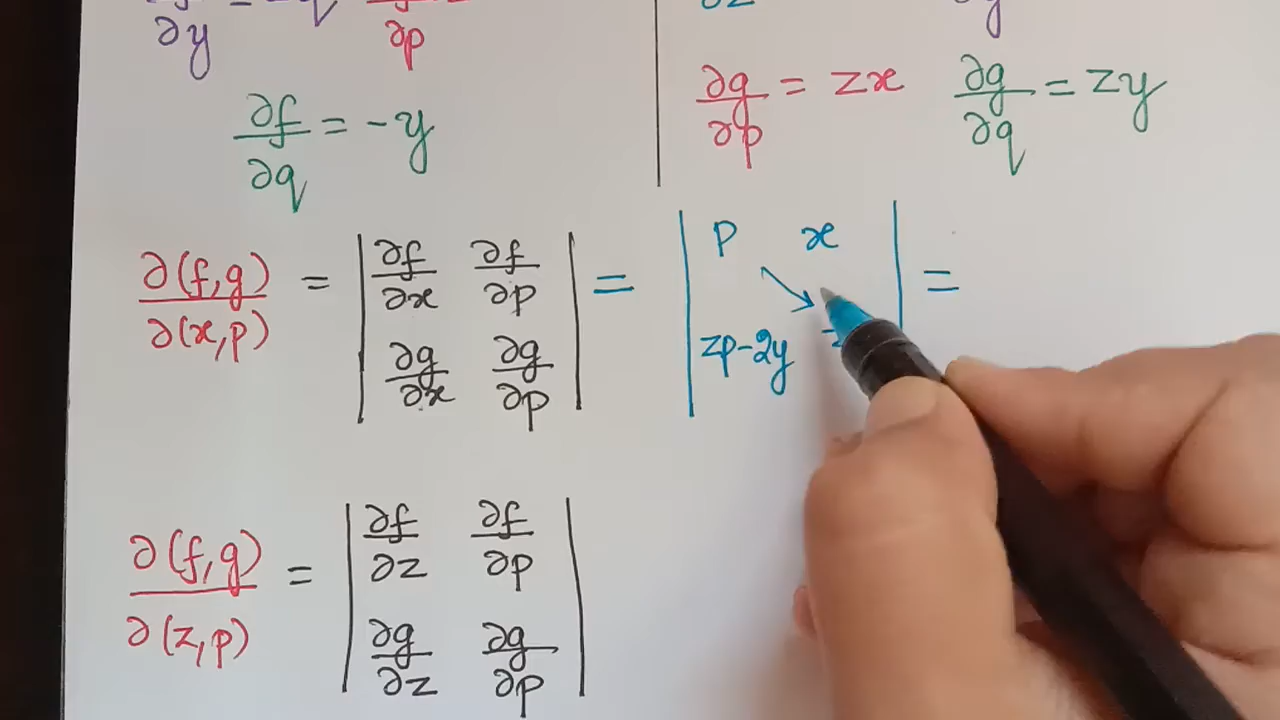 ∂y ∂p
∂z ∂y
∂g/∂p = zx ∂g/∂q = zy
∂f/∂q = -y
∂(f,g)/∂(x,p) = | ∂f/∂x ∂f/∂p | = | p x | =
| ∂g/∂x ∂g/∂p | | zp-2y
∂(f,g)/∂(z,p) = | ∂f/∂z ∂f/∂p |
| ∂g/∂z ∂g/∂p |